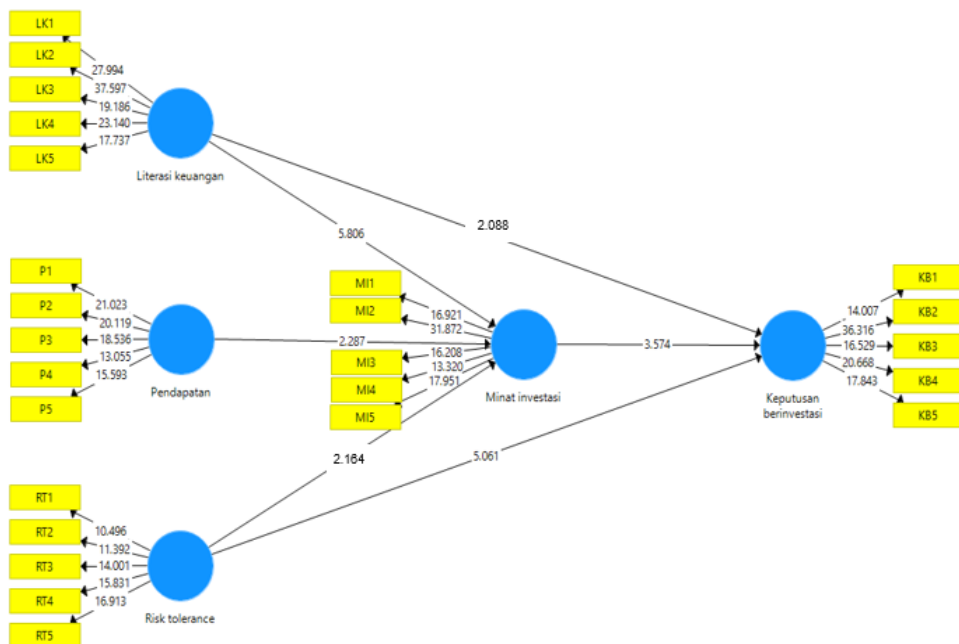 LK1
LK2
LK3
LK4
LK5
27.994
37.597
19.186
23.140
17.737
Literasi keuangan
5.806
2.088
P1
P2
P3
P4
P5
21.023
20.119
18.536
13.055
15.593
Pendapatan
2.287
MI1
MI2
MI3
MI4
MI5
16.921
31.872
16.208
13.320
17.951
Minat investasi
3.574
KB1
KB2
KB3
KB4
KB5
14.007
36.316
16.529
20.668
17.843
Keputusan
berinvestasi
2.164
5.061
RT1
RT2
RT3
RT4
RT5
10.496
11.392
14.001
15.831
16.913
Risk tolerance